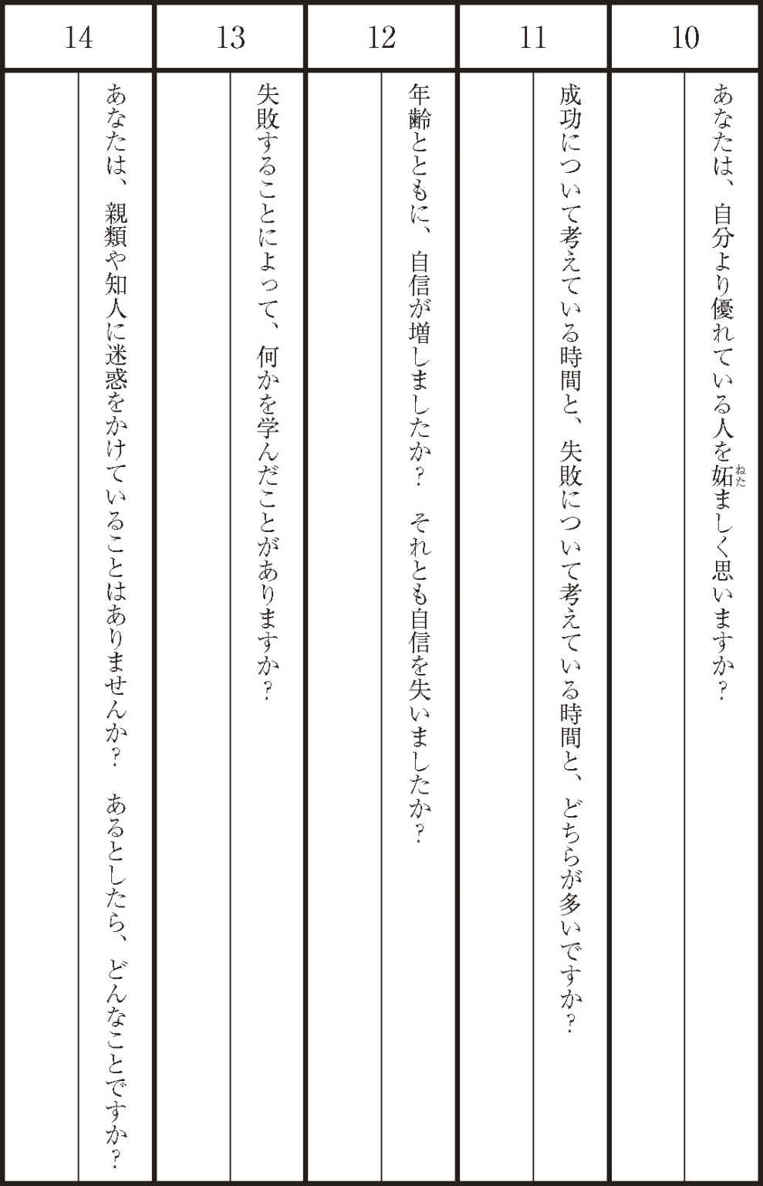 10
あなたは、自分より優れている人を妬ましく思いますか？
ねた
11
成功について考えている時間と、失敗について考えている時間と、どちらが多いですか？
12
年齢とともに、自信が増しましたか？　それとも自信を失いましたか？
13
失敗することによって、何かを学んだことがありますか？
14
あなたは、親類や知人に迷惑をかけていることはありませんか？　あるとしたら、どんなことですか？